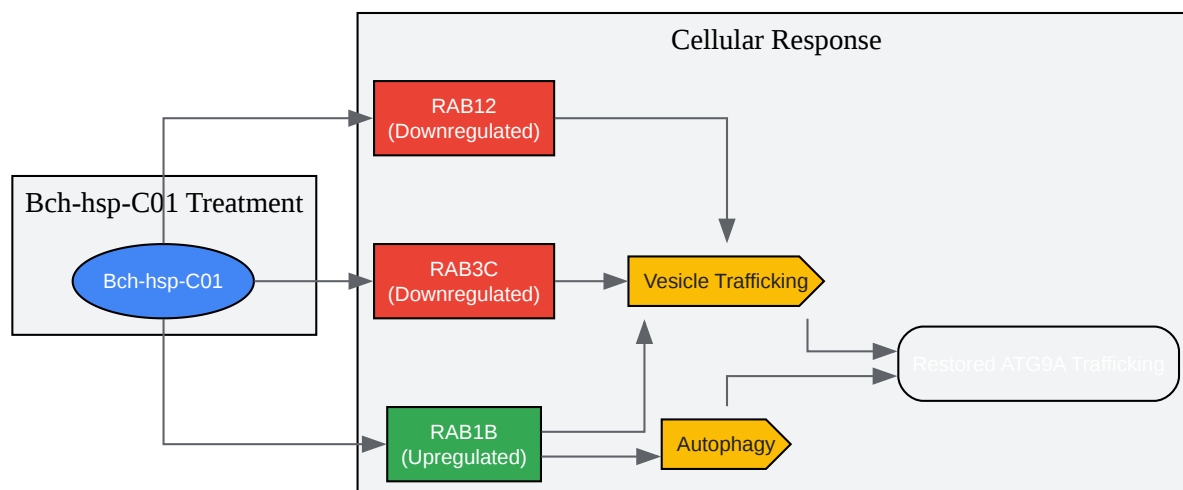 Cellular Response
RAB12
(Downregulated)
Bch-hsp-C01 Treatment
Bch-hsp-C01
RAB3C
(Downregulated)
Vesicle Trafficking
Restored ATG9A Trafficking
RAB1B
(Upregulated)
Autophagy